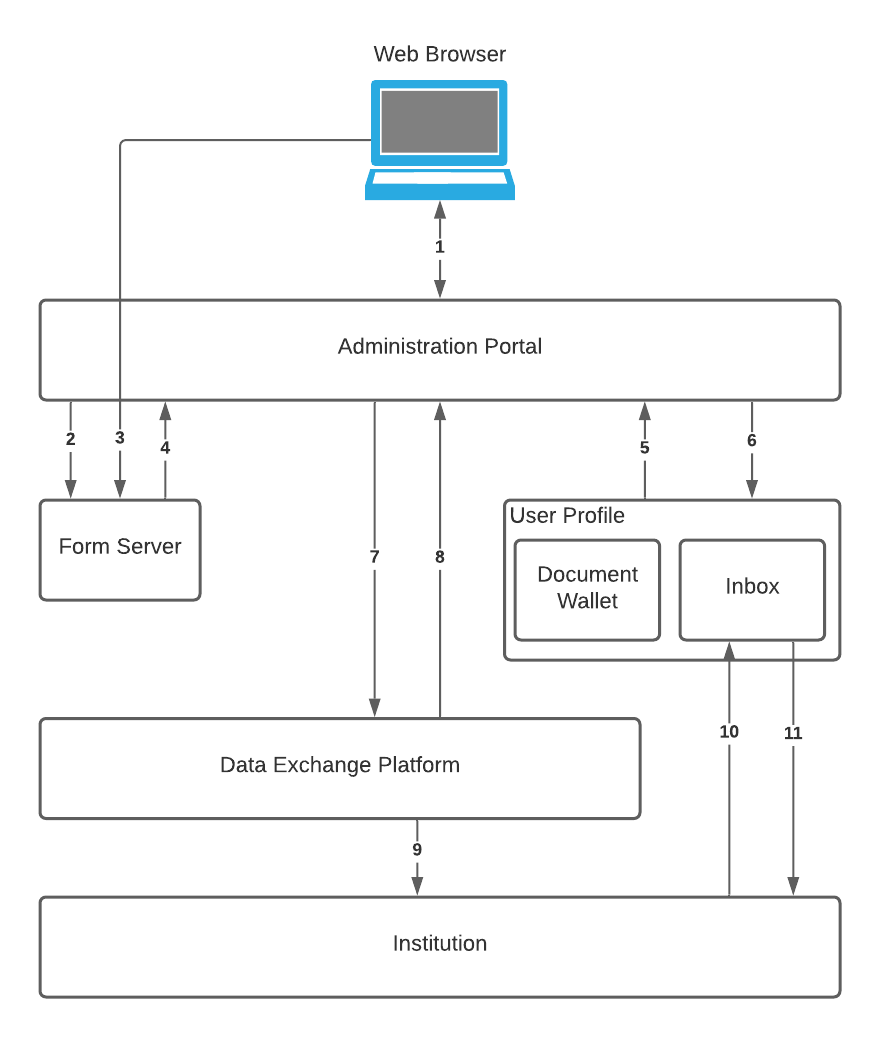 Web Browser
1
Administration Portal
2
3
4
5
6
User Profile
Form Server
Document
Wallet
Inbox
7
8
10
11
Data Exchange Platform
9
Institution